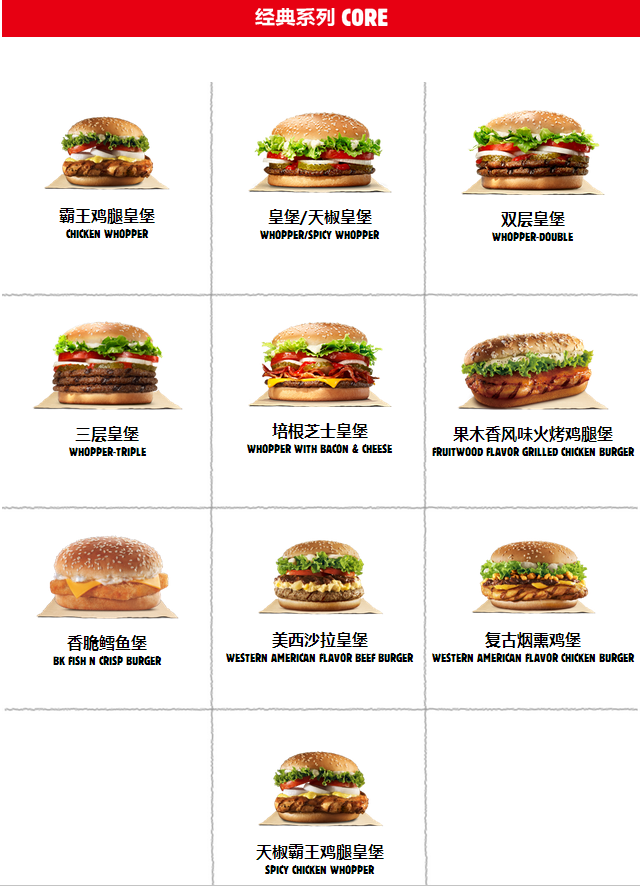 经典系列 CORE
霸王鸡腿皇堡
CHICKEN WHOPPER
皇堡/天椒皇堡
WHOPPER/SPICY WHOPPER
双层皇堡
WHOPPER-DOUBLE
三层皇堡
WHOPPER-TRIPLE
培根芝士皇堡
WHOPPER WITH BACON & CHEESE
果木香风味火烤鸡腿堡
FRUITWOOD FLAVOR GRILLED CHICKEN BURGER
香脆鳕鱼堡
BK FISH N CRISP BURGER
美西沙拉皇堡
WESTERN AMERICAN FLAVOR BEEF BURGER
复古烟熏鸡堡
WESTERN AMERICAN FLAVOR CHICKEN BURGER
天椒霸王鸡腿皇堡
SPICY CHICKEN WHOPPER